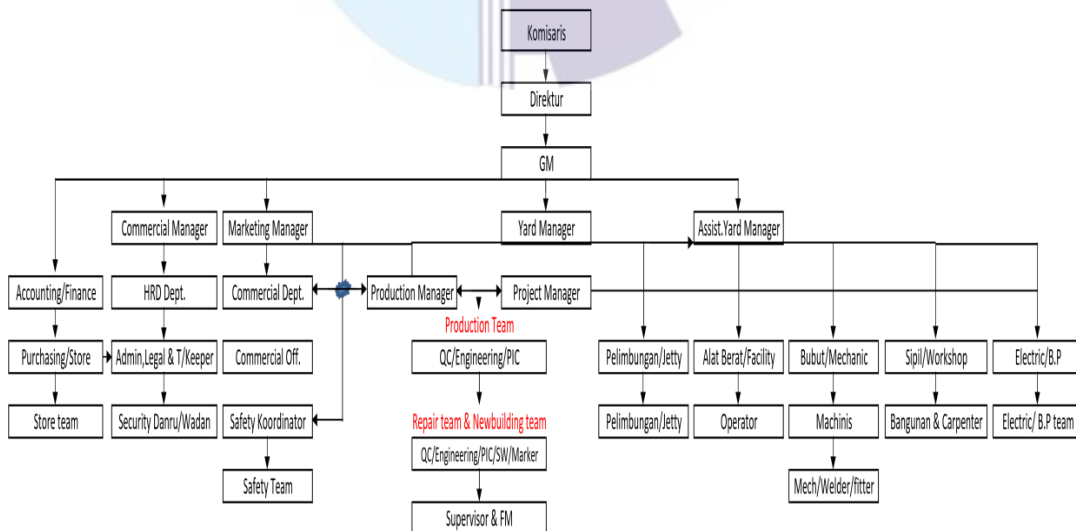 Komisaris
Direktur
GM
Commercial Manager
Marketing Manager
Yard Manager
Assist.Yard Manager
Accounting/Finance
HRD Dept.
Commercial Dept.
Production Manager
Project Manager
Production Team
Purchasing/Store
Admin,Legal & T/Keeper
Commercial Off.
QC/Engineering/PIC
Pelimbungan/Jetty
Alat Berat/Facility
Bubut/Mechanic
Sipil/Workshop
Electric/B.P
Store team
Security Danru/Wadan
Safety Koordinator
Repair team & Newbuilding team
Pelimbungan/Jetty
Operator
Machinis
Bangunan & Carpenter
Electric/ B.P team
QC/Engineering/PIC/SW/Marker
Safety Team
Mech/Welder/fitter
Supervisor & FM